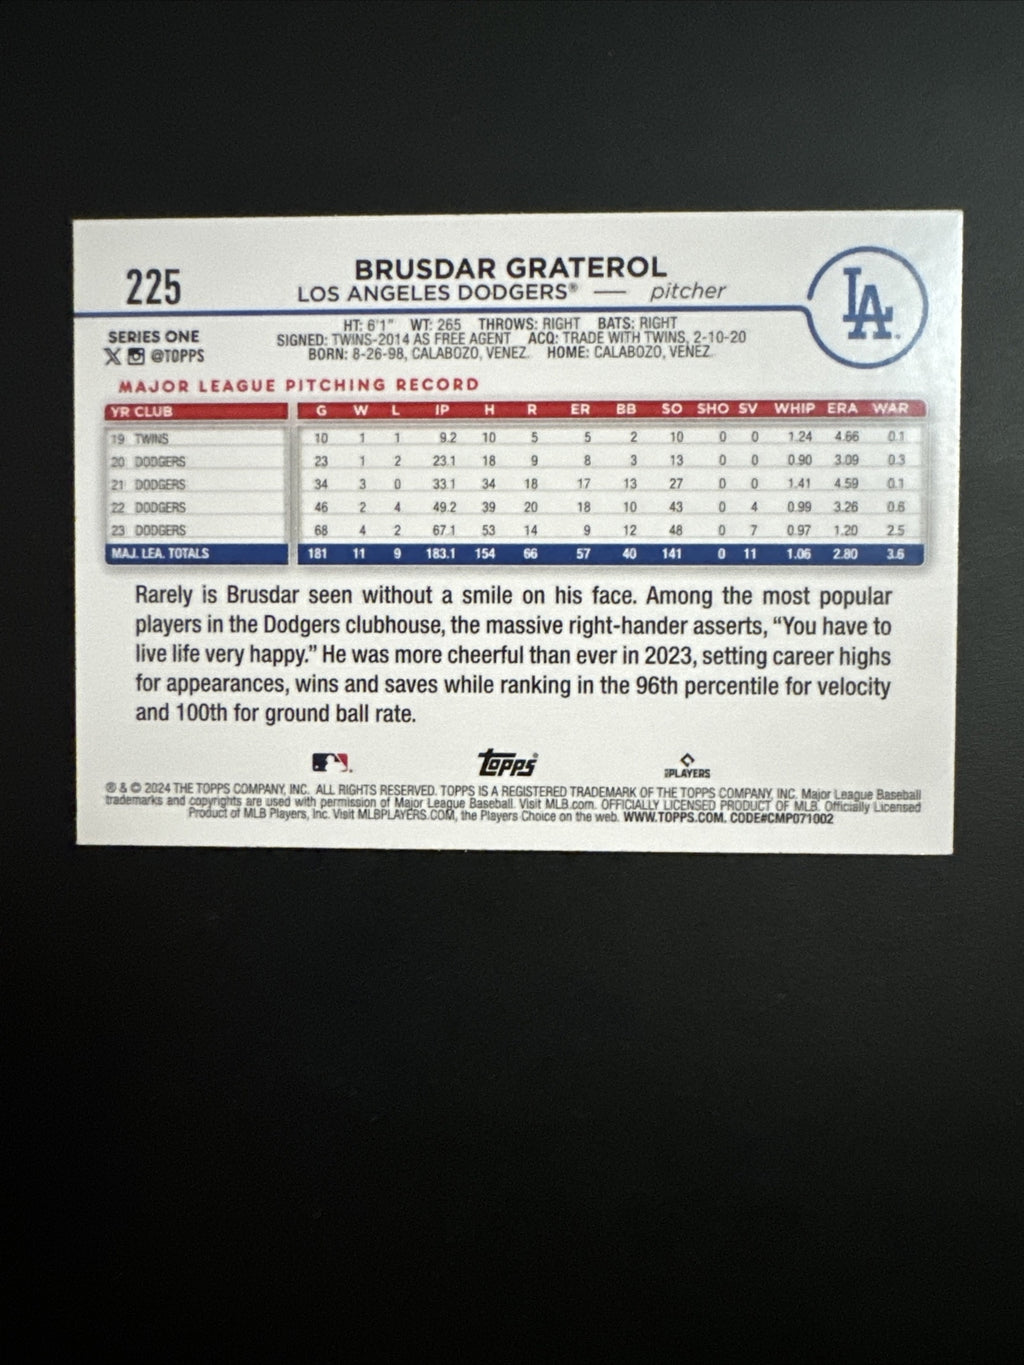 225
BRUSDAR GRATEROL
LOS ANGELES DODGERS® — pitcher
LA
SERIES ONE
@TOPPS
HT: 6'1" WT: 265 THROWS: RIGHT BATS: RIGHT
SIGNED: TWINS-2014 AS FREE AGENT ACQ: TRADE WITH TWINS, 2-10-20
BORN: 8-26-98, CALABOZO, VENEZ. HOME: CALABOZO, VENEZ.
MAJOR LEAGUE PITCHING RECORD
YR CLUB G W L IP H R ER BB SO SHO SV WHIP ERA WAR
19 TWINS 10 1 1 9.2 10 5 5 2 10 0 0 1.24 4.66 0.1
20 DODGERS 23 1 2 23.1 18 9 8 3 13 0 0 0.90 3.09 0.3
21 DODGERS 34 3 0 33.1 34 18 17 13 27 0 0 1.41 4.59 0.1
22 DODGERS 46 2 4 49.2 39 20 18 10 43 0 4 0.99 3.26 0.6
23 DODGERS 68 4 2 67.1 53 14 9 12 48 0 7 0.97 1.20 2.5
MAJ. LEA. TOTALS 181 11 9 183.1 154 66 57 40 141 0 11 1.06 2.80 3.6
Rarely is Brusdar seen without a smile on his face. Among the most popular
players in the Dodgers clubhouse, the massive right-hander asserts, “You have to
live life very happy.” He was more cheerful than ever in 2023, setting career highs
for appearances, wins and saves while ranking in the 96th percentile for velocity
and 100th for ground ball rate.
Topps®
PLAYERS
® & © 2024 THE TOPPS COMPANY, INC. ALL RIGHTS RESERVED. TOPPS IS A REGISTERED TRADEMARK OF THE TOPPS COMPANY, INC. Major League Baseball
trademarks and copyrights are used with permission of Major League Baseball. Visit MLB.com. OFFICIALLY LICENSED PRODUCT OF MLB. Officially Licensed
Product of MLB Players, Inc. Visit MLBPLAYERS.COM, the Players Choice on the web. WWW.TOPPS.COM. CODE#CMP071002